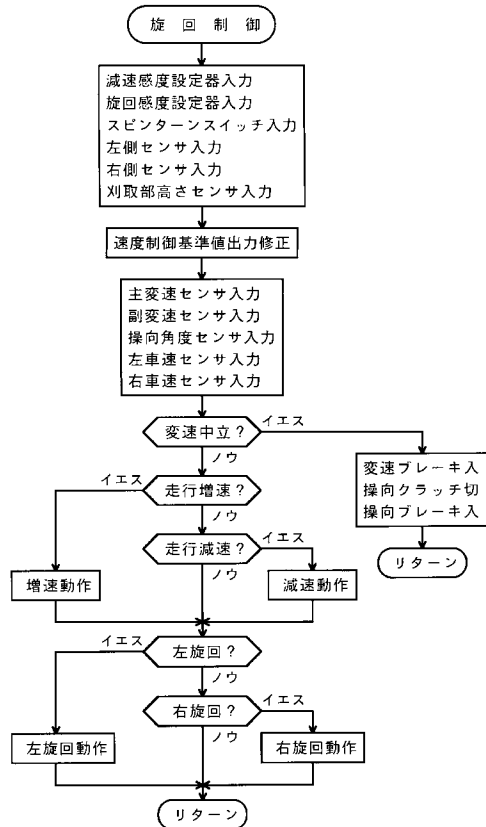 旋回制御
減速感度設定器入力
旋回感度設定器入力
スピンターンスイッチ入力
左側センサ入力
右側センサ入力
刈取部高さセンサ入力
速度制御基準値出力修正
主変速センサ入力
副変速センサ入力
操向角度センサ入力
左車速センサ入力
右車速センサ入力
変速中立？
イエス
ノウ
変速ブレーキ入
操向クラッチ切
操向ブレーキ入
リターン
イエス
走行増速？
ノウ
走行減速？
イエス
ノウ
増速動作
減速動作
イエス
左旋回？
ノウ
右旋回？
イエス
ノウ
左旋回動作
右旋回動作
リターン